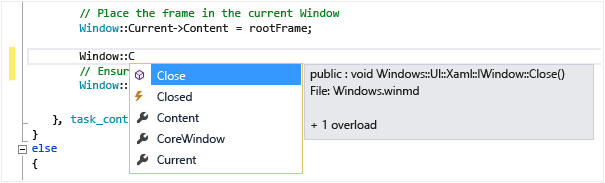 // Place the frame in the current Window
Window::Current->Content = rootFrame;
Window::C
// Ensur
Window::
}, task_cont
}
else
{
Close
Closed
Content
CoreWindow
Current
public : void Windows::UI::Xaml::IWindow::Close()
File: Windows.winmd
+ 1 overload